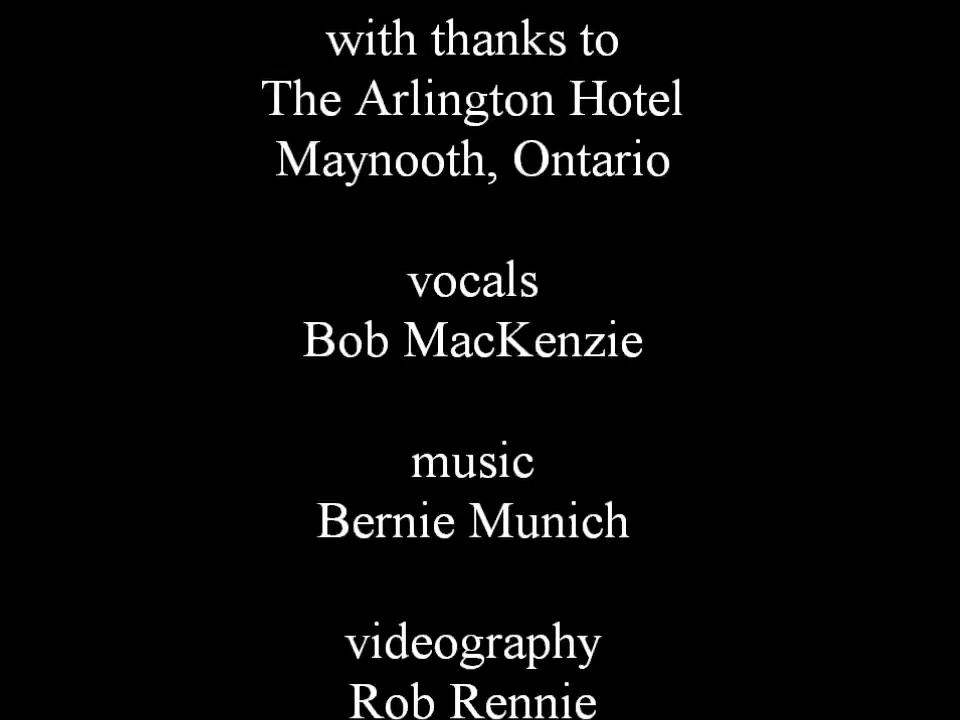 with thanks to
The Arlington Hotel
Maynooth, Ontario
vocals
Bob MacKenzie
music
Bernie Munich
videography
Rob Rennie